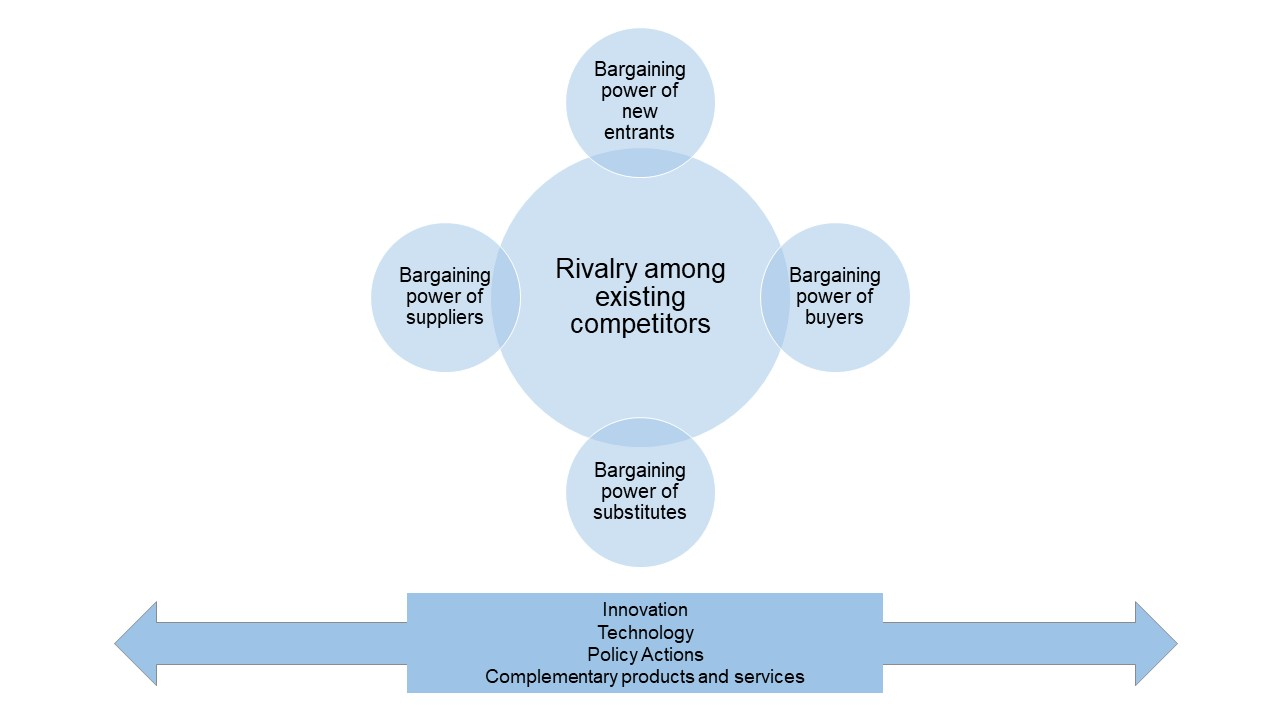 Bargaining
power of
new
entrants
Bargaining
power of
suppliers
Rivalry among
existing
competitors
Bargaining
power of
buyers
Bargaining
power of
substitutes
Innovation
Technology
Policy Actions
Complementary products and services